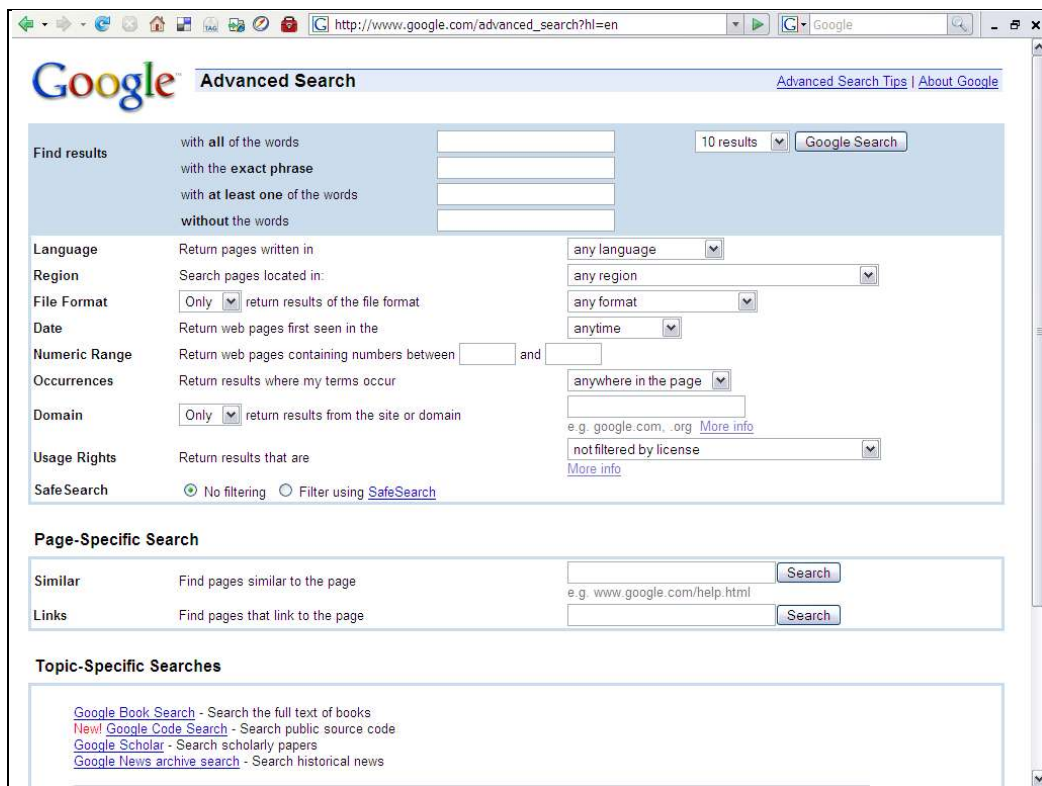 http://www.google.com/advanced_search?hl=en Google
Google™ Advanced Search Advanced Search Tips | About Google
Find results with all of the words 10 results Google Search
with the exact phrase
with at least one of the words
without the words
Language Return pages written in any language
Region Search pages located in: any region
File Format Only return results of the file format any format
Date Return web pages first seen in the anytime
Numeric Range Return web pages containing numbers between and
Occurrences Return results where my terms occur anywhere in the page
Domain Only return results from the site or domain
e.g. google.com, .org More info
Usage Rights Return results that are not filtered by license
More info
SafeSearch No filtering Filter using SafeSearch
Page-Specific Search
Similar Find pages similar to the page Search
e.g. www.google.com/help.html
Links Find pages that link to the page Search
Topic-Specific Searches
Google Book Search - Search the full text of books
New! Google Code Search - Search public source code
Google Scholar - Search scholarly papers
Google News archive search - Search historical news